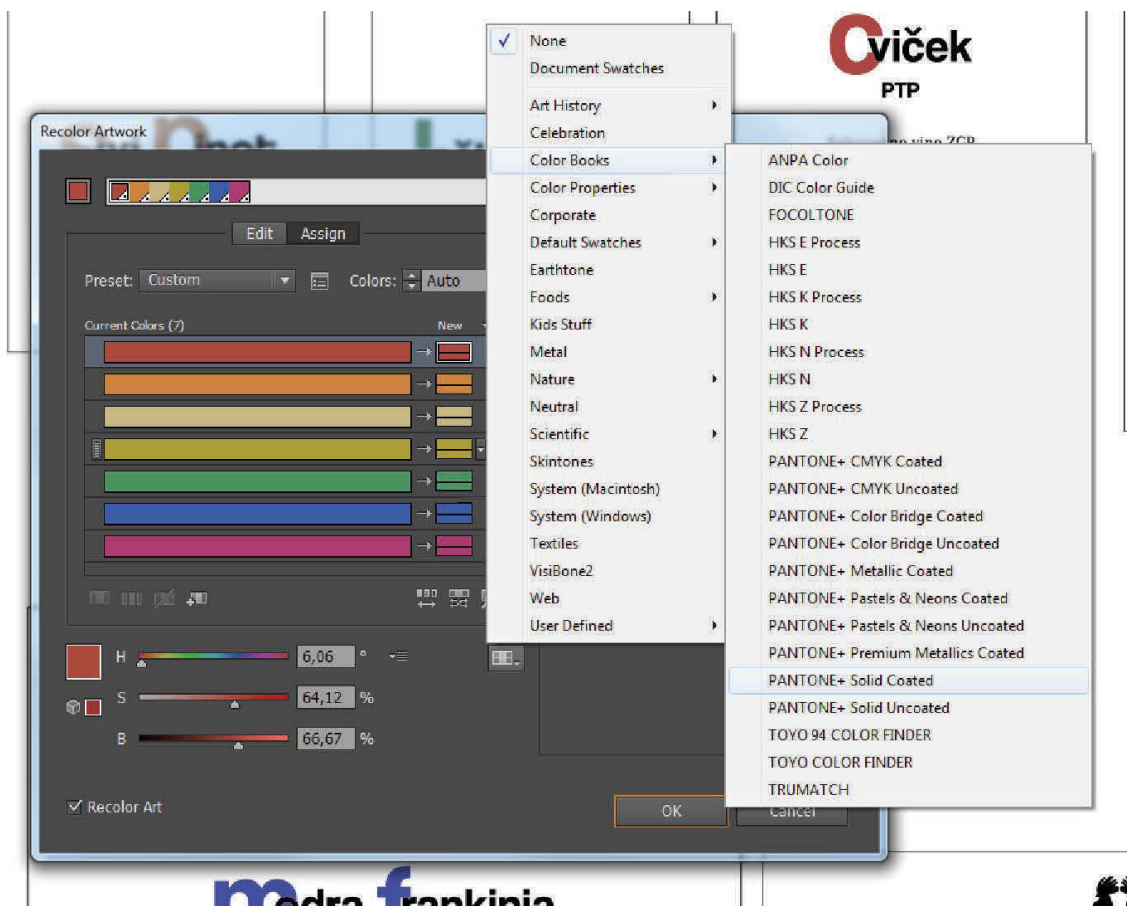 Cviček
PTP
Recolor Artwork
Edit
Assign
Preset:
Custom
Colors:
Auto
Current Colors (7)
New
H
6,06
°
S
64,12
%
B
66,67
%
Recolor Art
OK
Cancel
None
Document Swatches
Art History
Celebration
Color Books
Color Properties
Corporate
Default Swatches
Earthtone
Foods
Kids Stuff
Metal
Nature
Neutral
Scientific
Skintones
System (Macintosh)
System (Windows)
Textiles
VisiBone2
Web
User Defined
ANPA Color
DIC Color Guide
FOCOLTONE
HKS E Process
HKS E
HKS K Process
HKS K
HKS N Process
HKS N
HKS Z Process
HKS Z
PANTONE+ CMYK Coated
PANTONE+ CMYK Uncoated
PANTONE+ Color Bridge Coated
PANTONE+ Color Bridge Uncoated
PANTONE+ Metallic Coated
PANTONE+ Pastels & Neons Coated
PANTONE+ Pastels & Neons Uncoated
PANTONE+ Premium Metallics Coated
PANTONE+ Solid Coated
PANTONE+ Solid Uncoated
TOYO 94 COLOR FINDER
TOYO COLOR FINDER
TRUMATCH
modra frankinja